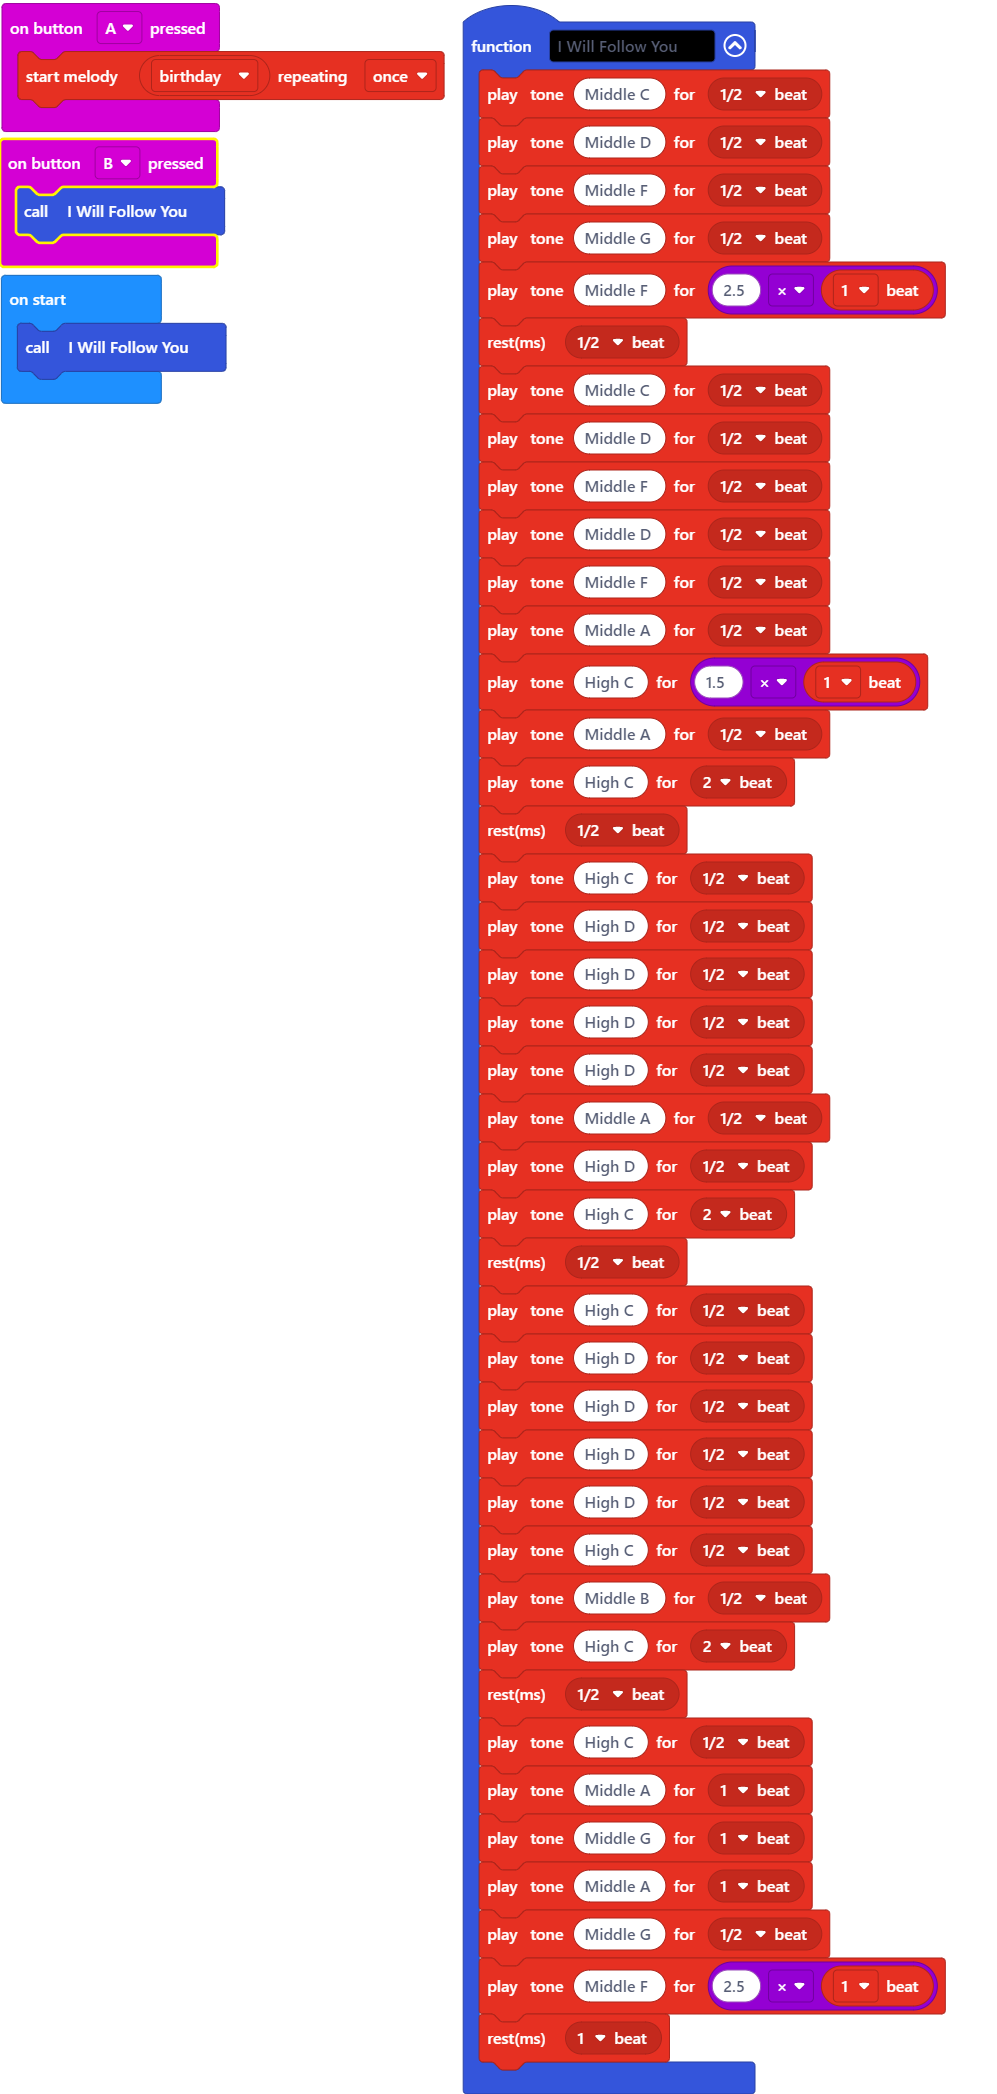 on button A pressed
start melody birthday repeating once
on button B pressed
call I Will Follow You
on start
call I Will Follow You
function I Will Follow You
play tone Middle C for 1/2 beat
play tone Middle D for 1/2 beat
play tone Middle F for 1/2 beat
play tone Middle G for 1/2 beat
play tone Middle F for 2.5 × 1 beat
rest(ms) 1/2 beat
play tone Middle C for 1/2 beat
play tone Middle D for 1/2 beat
play tone Middle F for 1/2 beat
play tone Middle D for 1/2 beat
play tone Middle F for 1/2 beat
play tone Middle A for 1/2 beat
play tone High C for 1.5 × 1 beat
play tone Middle A for 1/2 beat
play tone High C for 2 beat
rest(ms) 1/2 beat
play tone High C for 1/2 beat
play tone High D for 1/2 beat
play tone High D for 1/2 beat
play tone High D for 1/2 beat
play tone High D for 1/2 beat
play tone Middle A for 1/2 beat
play tone High D for 1/2 beat
play tone High C for 2 beat
rest(ms) 1/2 beat
play tone High C for 1/2 beat
play tone High D for 1/2 beat
play tone High D for 1/2 beat
play tone High D for 1/2 beat
play tone High D for 1/2 beat
play tone High C for 1/2 beat
play tone Middle B for 1/2 beat
play tone High C for 2 beat
rest(ms) 1/2 beat
play tone High C for 1/2 beat
play tone Middle A for 1 beat
play tone Middle G for 1 beat
play tone Middle A for 1 beat
play tone Middle G for 1/2 beat
play tone Middle F for 2.5 × 1 beat
rest(ms) 1 beat